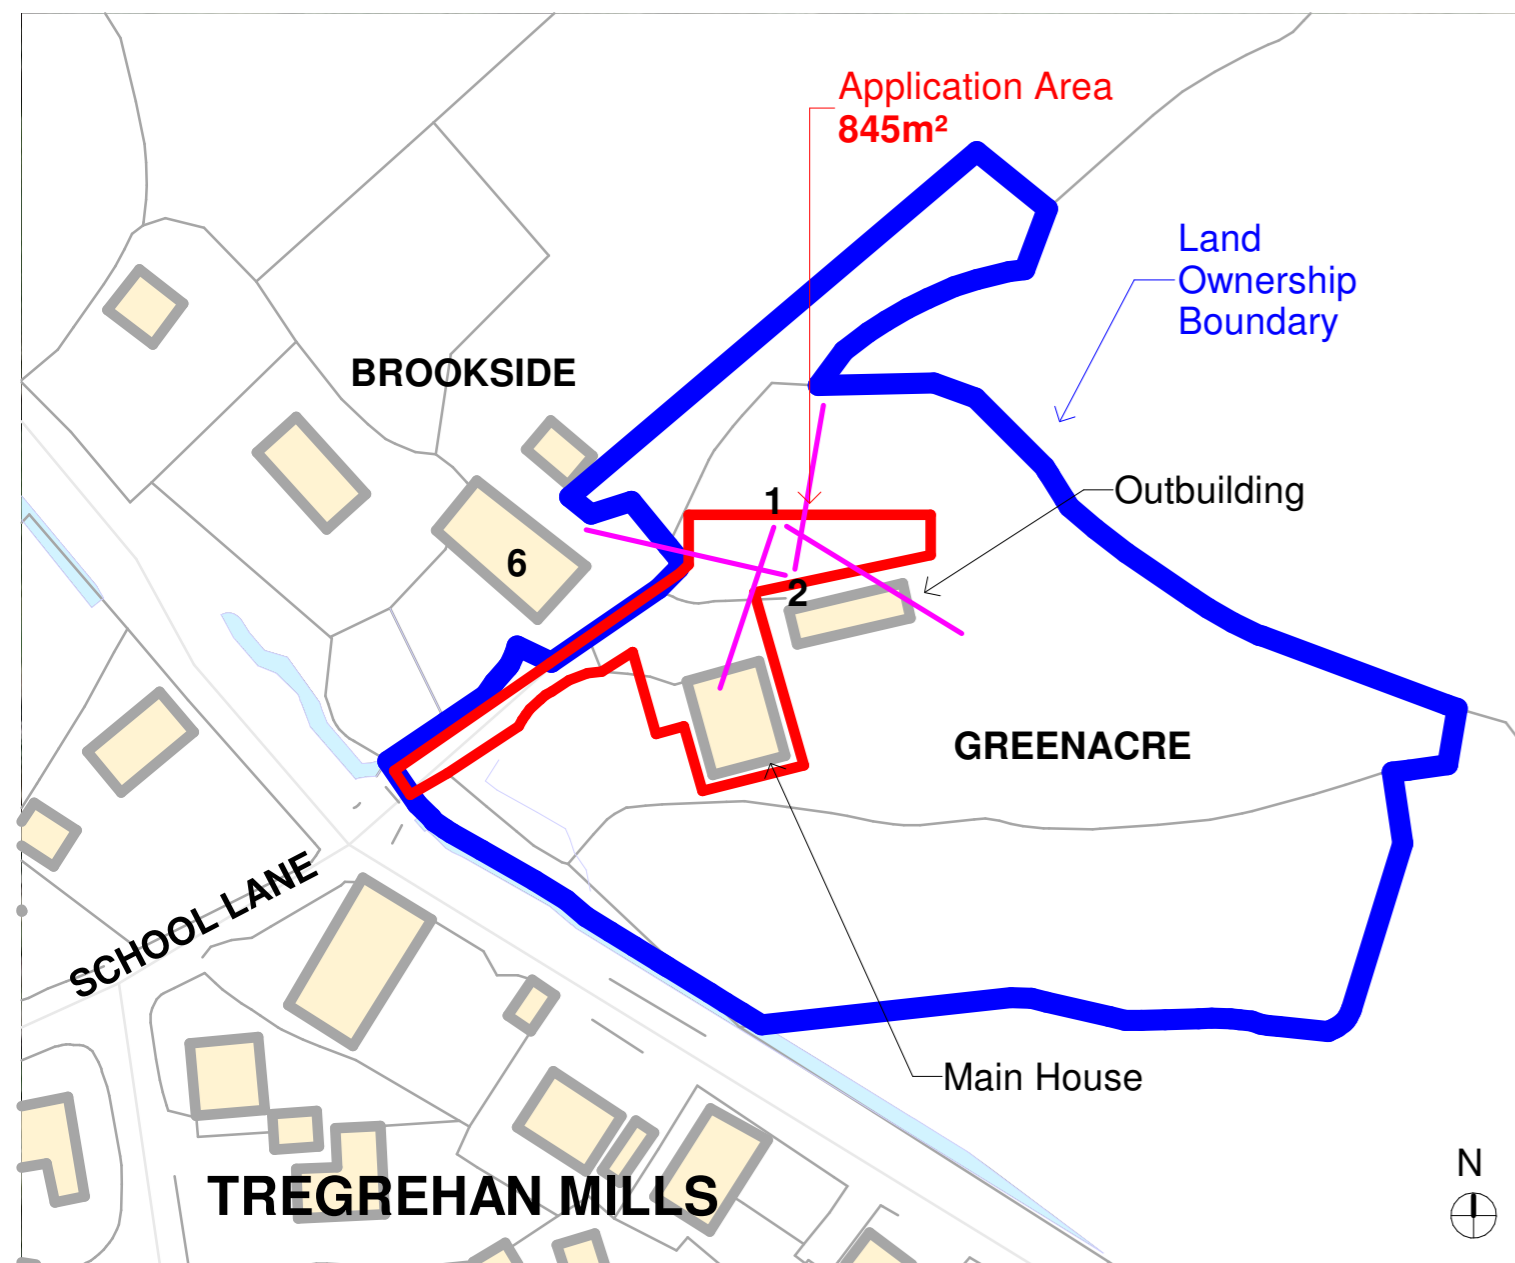 Application Area
845m²
Land
Ownership
Boundary
BROOKSIDE
Outbuilding
1
6
2
GREENACRE
SCHOOL LANE
Main House
N
TREGREHAN MILLS